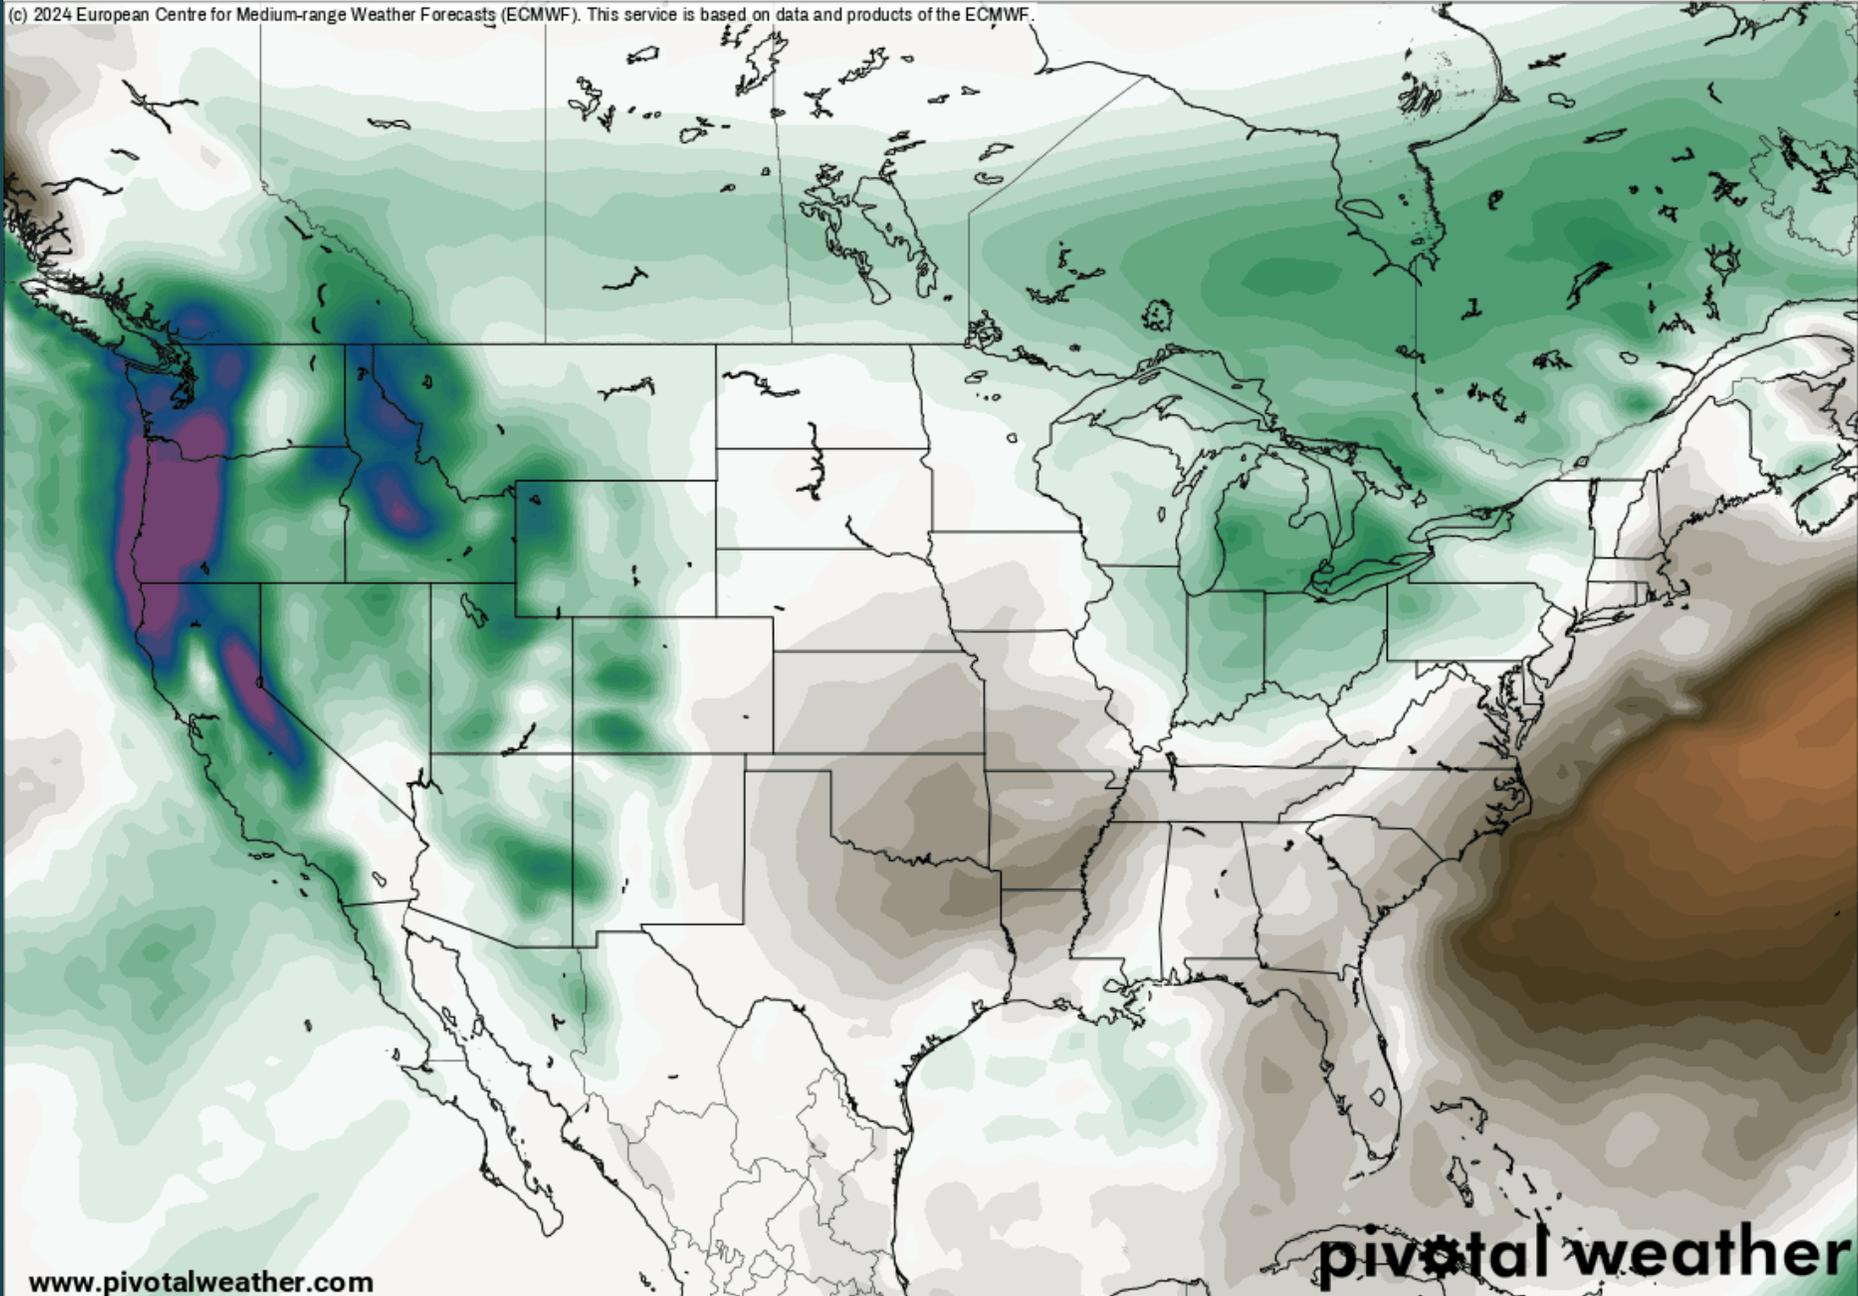 (c) 2024 European Centre for Medium-range Weather Forecasts (ECMWF). This service is based on data and products of the ECMWF.
pivotal weather
www.pivotalweather.com